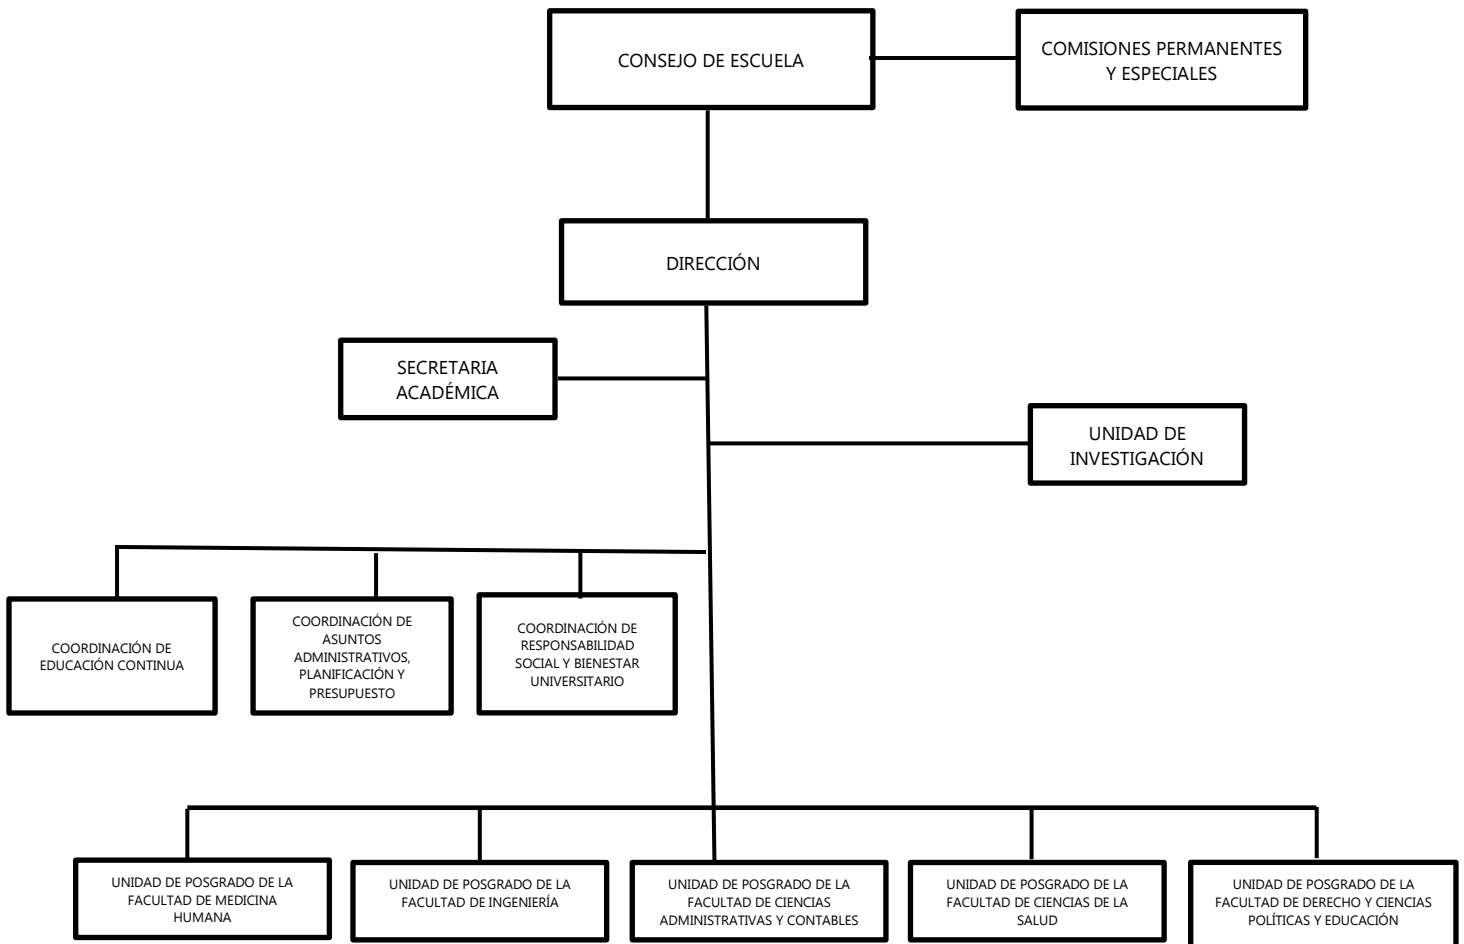 CONSEJO DE ESCUELA
COMISIONES PERMANENTES
Y ESPECIALES
DIRECCIÓN
SECRETARIA
ACADÉMICA
UNIDAD DE
INVESTIGACIÓN
COORDINACIÓN DE
EDUCACIÓN CONTINUA
COORDINACIÓN DE
ASUNTOS
ADMINISTRATIVOS,
PLANIFICACIÓN Y
PRESUPUESTO
COORDINACIÓN DE
RESPONSABILIDAD
SOCIAL Y BIENESTAR
UNIVERSITARIO
UNIDAD DE POSGRADO DE LA
FACULTAD DE MEDICINA
HUMANA
UNIDAD DE POSGRADO DE LA
FACULTAD DE INGENIERÍA
UNIDAD DE POSGRADO DE LA
FACULTAD DE CIENCIAS
ADMINISTRATIVAS Y CONTABLES
UNIDAD DE POSGRADO DE LA
FACULTAD DE CIENCIAS DE LA
SALUD
UNIDAD DE POSGRADO DE LA
FACULTAD DE DERECHO Y CIENCIAS
POLÍTICAS Y EDUCACIÓN